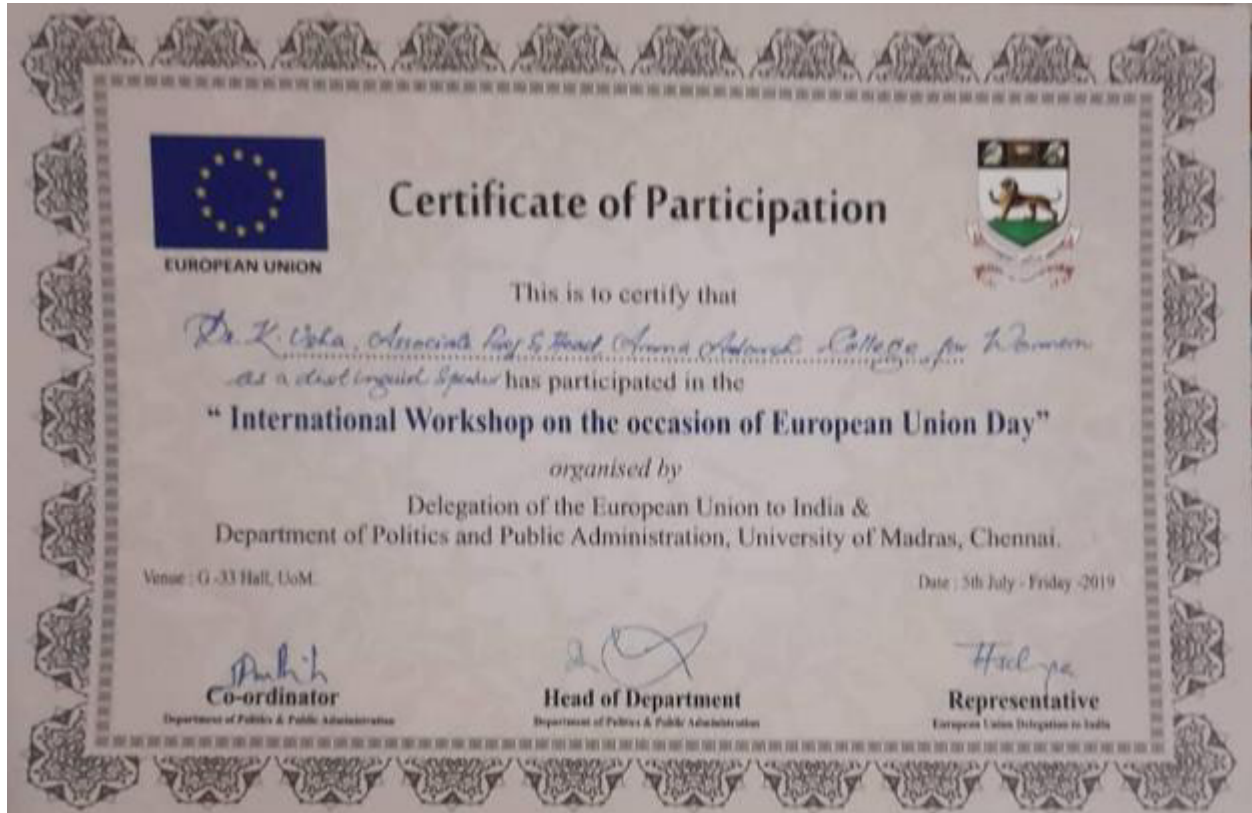 Certificate of Participation
EUROPEAN UNION
This is to certify that
Dr. K. Usha, Associate Prof & Head, Anna Adarsh College for Women
as a distinguish Speaker has participated in the
“ International Workshop on the occasion of European Union Day”
organised by
Delegation of the European Union to India &
Department of Politics and Public Administration, University of Madras, Chennai.
Venue : G -33 Hall, UoM.
Date : 5th July - Friday -2019
Co-ordinator
Department of Politics & Public Administration
Head of Department
Department of Politics & Public Administration
Representative
European Union Delegation to India